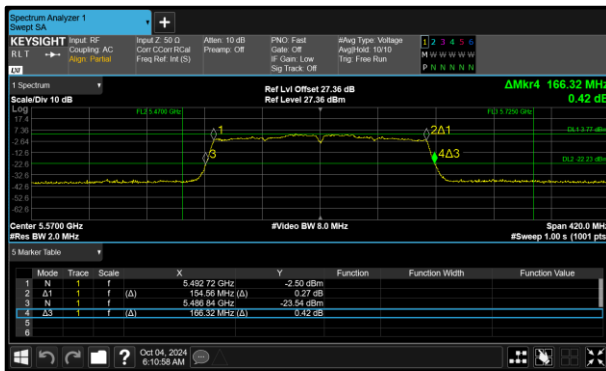 Spectrum Analyzer 1
Swept SA
KEYSIGHT Input: RF Input Z: 50 Ω Atten: 10 dB PNO: Fast #Avg Type: Voltage 1 2 3 4 5 6
RLT Coupling: AC Corr CCorr RCal Preamp: Off Gate: Off Avg|Hold: 10/10 M W W W W W
Align: Partial Freq Ref: Int (S) IF Gain: Low Trig: Free Run P N N N N N
Sig Track: Off
LXI
1 Spectrum Ref Lvl Offset 27.36 dB ΔMkr4 166.32 MHz
Scale/Div 10 dB Ref Level 27.36 dBm 0.42 dB
Log
17.4 FL2 5.4700 GHz FL3 5.7250 GHz
7.36 1 2Δ1 DL1 3.77 dBm
-2.64
-12.6 3 4Δ3
-22.6 DL2 -22.23 dBm
-32.6
-42.6
-52.6
-62.6
Center 5.5700 GHz #Video BW 8.0 MHz Span 420.0 MHz
#Res BW 2.0 MHz #Sweep 1.00 s (1001 pts)
5 Marker Table
Mode Trace Scale X Y Function Function Width Function Value
1 N 1 f 5.492 72 GHz -2.50 dBm
2 Δ1 1 f (Δ) 154.56 MHz (Δ) 0.27 dB
3 N 1 f 5.486 84 GHz -23.54 dBm
4 Δ3 1 f (Δ) 166.32 MHz (Δ) 0.42 dB
5
6
Oct 04, 2024
6:10:58 AM